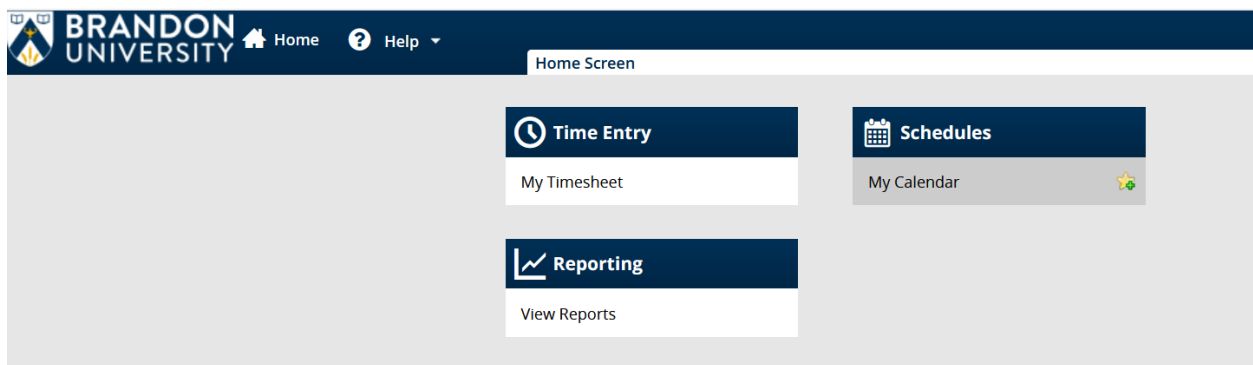 BRANDON
UNIVERSITY
Home
Help
Home Screen
Time Entry
My Timesheet
Schedules
My Calendar
Reporting
View Reports